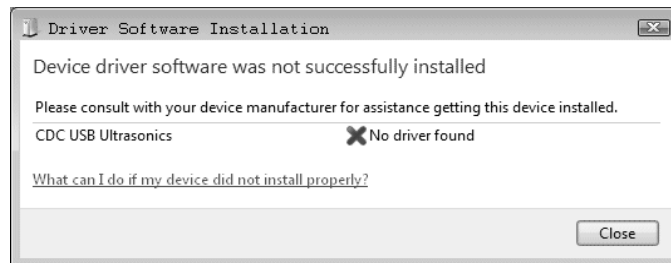 Driver Software Installation
Device driver software was not successfully installed
Please consult with your device manufacturer for assistance getting this device installed.
CDC USB Ultrasonics No driver found
What can I do if my device did not install properly?
Close